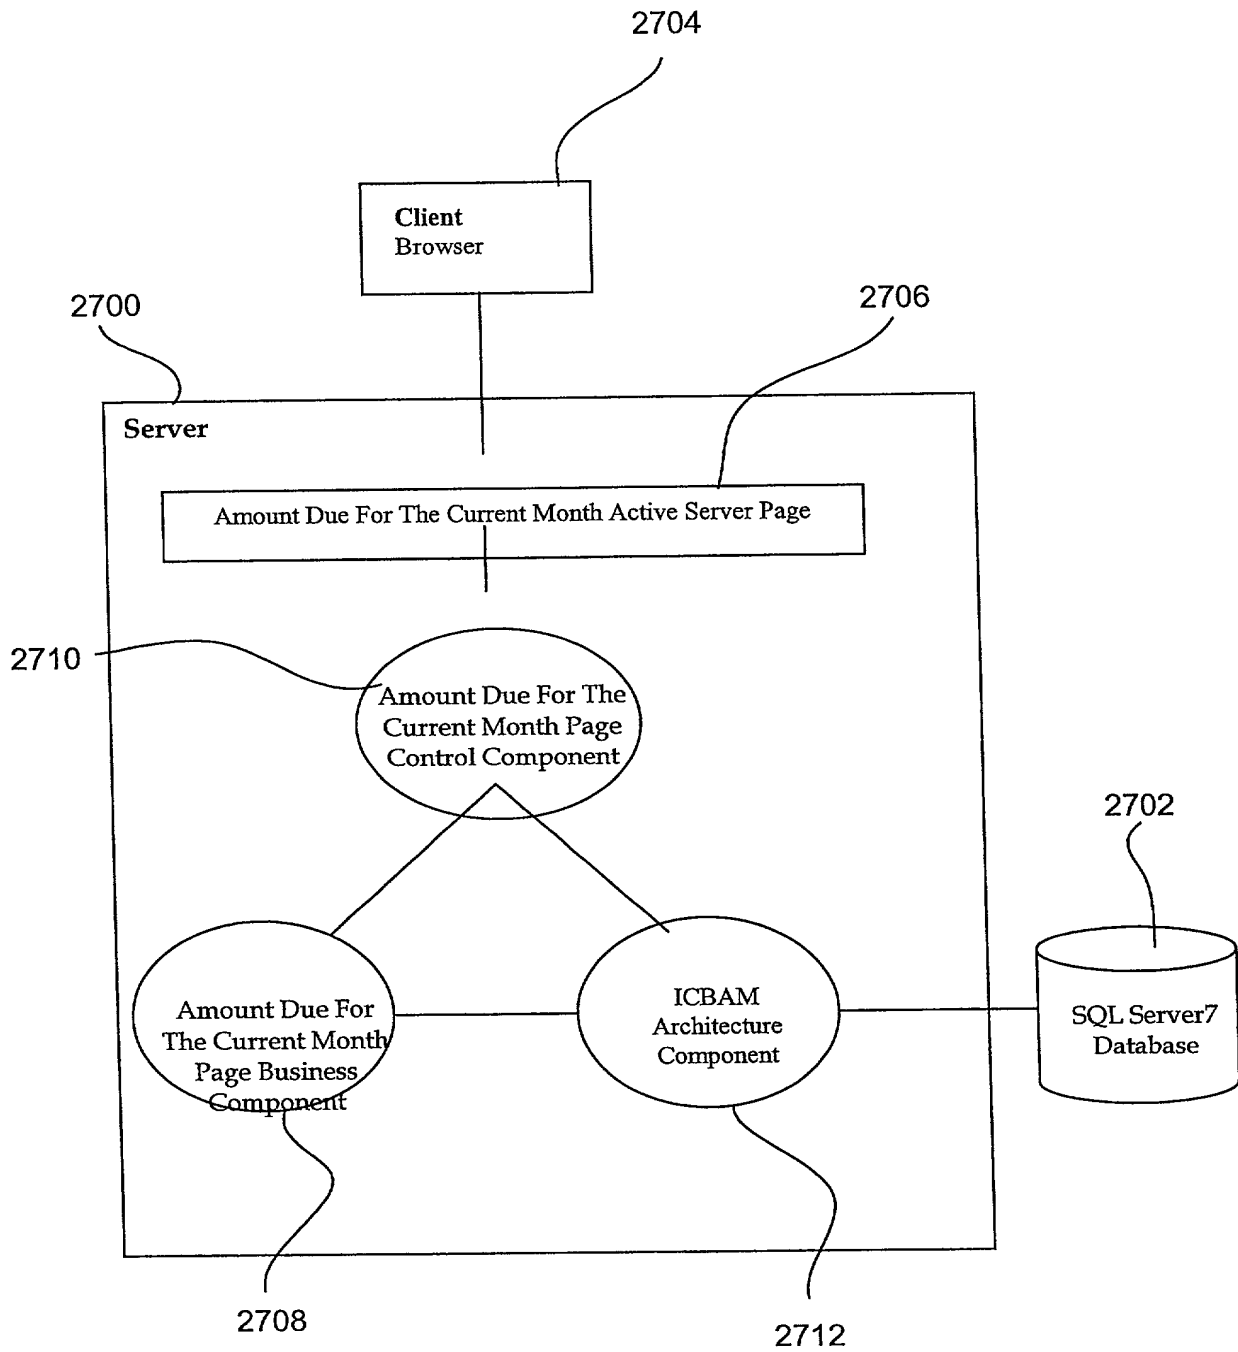 2704
Client
Browser
2700
2706
Server
Amount Due For The Current Month Active Server Page
2710
Amount Due For The
Current Month Page
Control Component
2702
Amount Due For
The Current Month
Page Business
Component
ICBAM
Architecture
Component
SQL Server7
Database
2708
2712